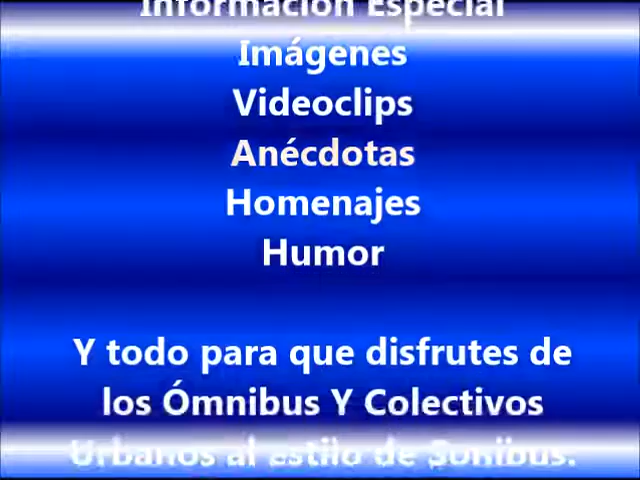 Información Especial
Imágenes
Videoclips
Anécdotas
Homenajes
Humor
Y todo para que disfrutes de
los Ómnibus Y Colectivos
Urbanos al estilo de Sonibus.